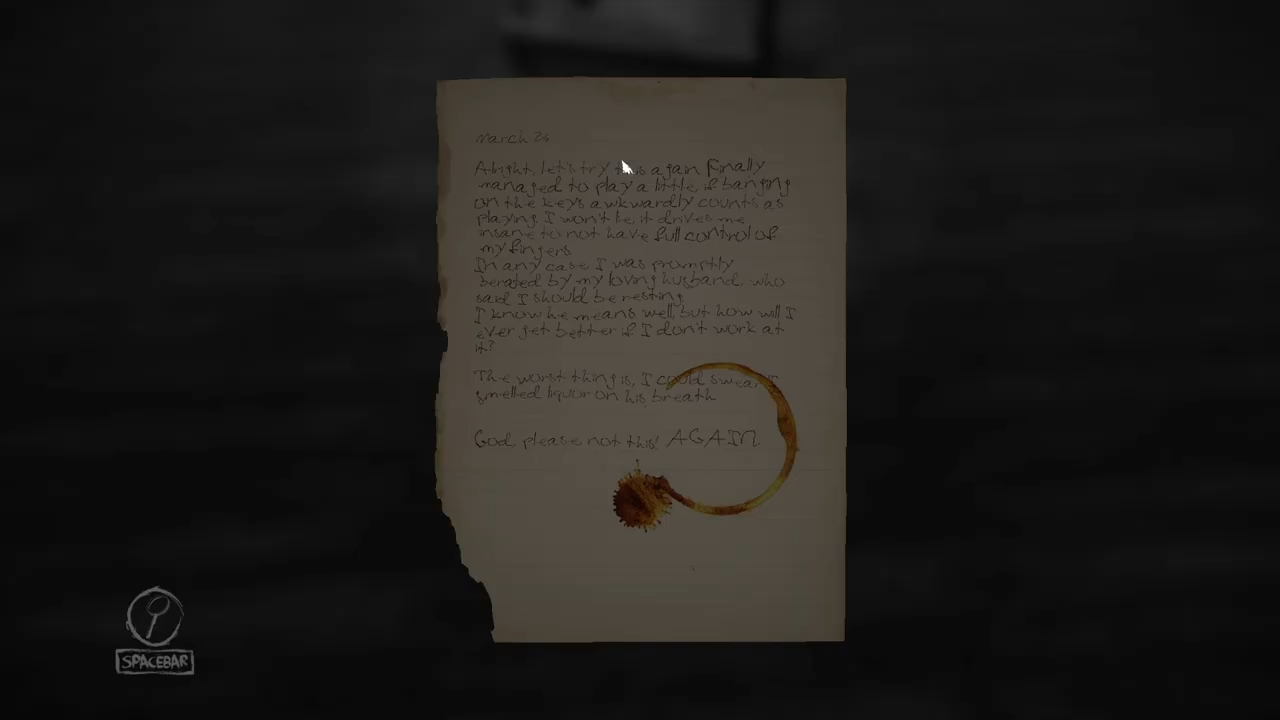 March 26
Alright, let's try this again. Finally
managed to play a little, if banging
on the keys awkwardly counts as
playing. I won't lie, it drives me
insane to not have full control of
my fingers
In any case I was promptly
berated by my loving husband, who
said I should be resting
I know he means well, but how will I
ever get better if I don't work at
it?
The worst thing is, I could swear I
smelled liquor on his breath
God, please not this! AGAIN
SPACEBAR